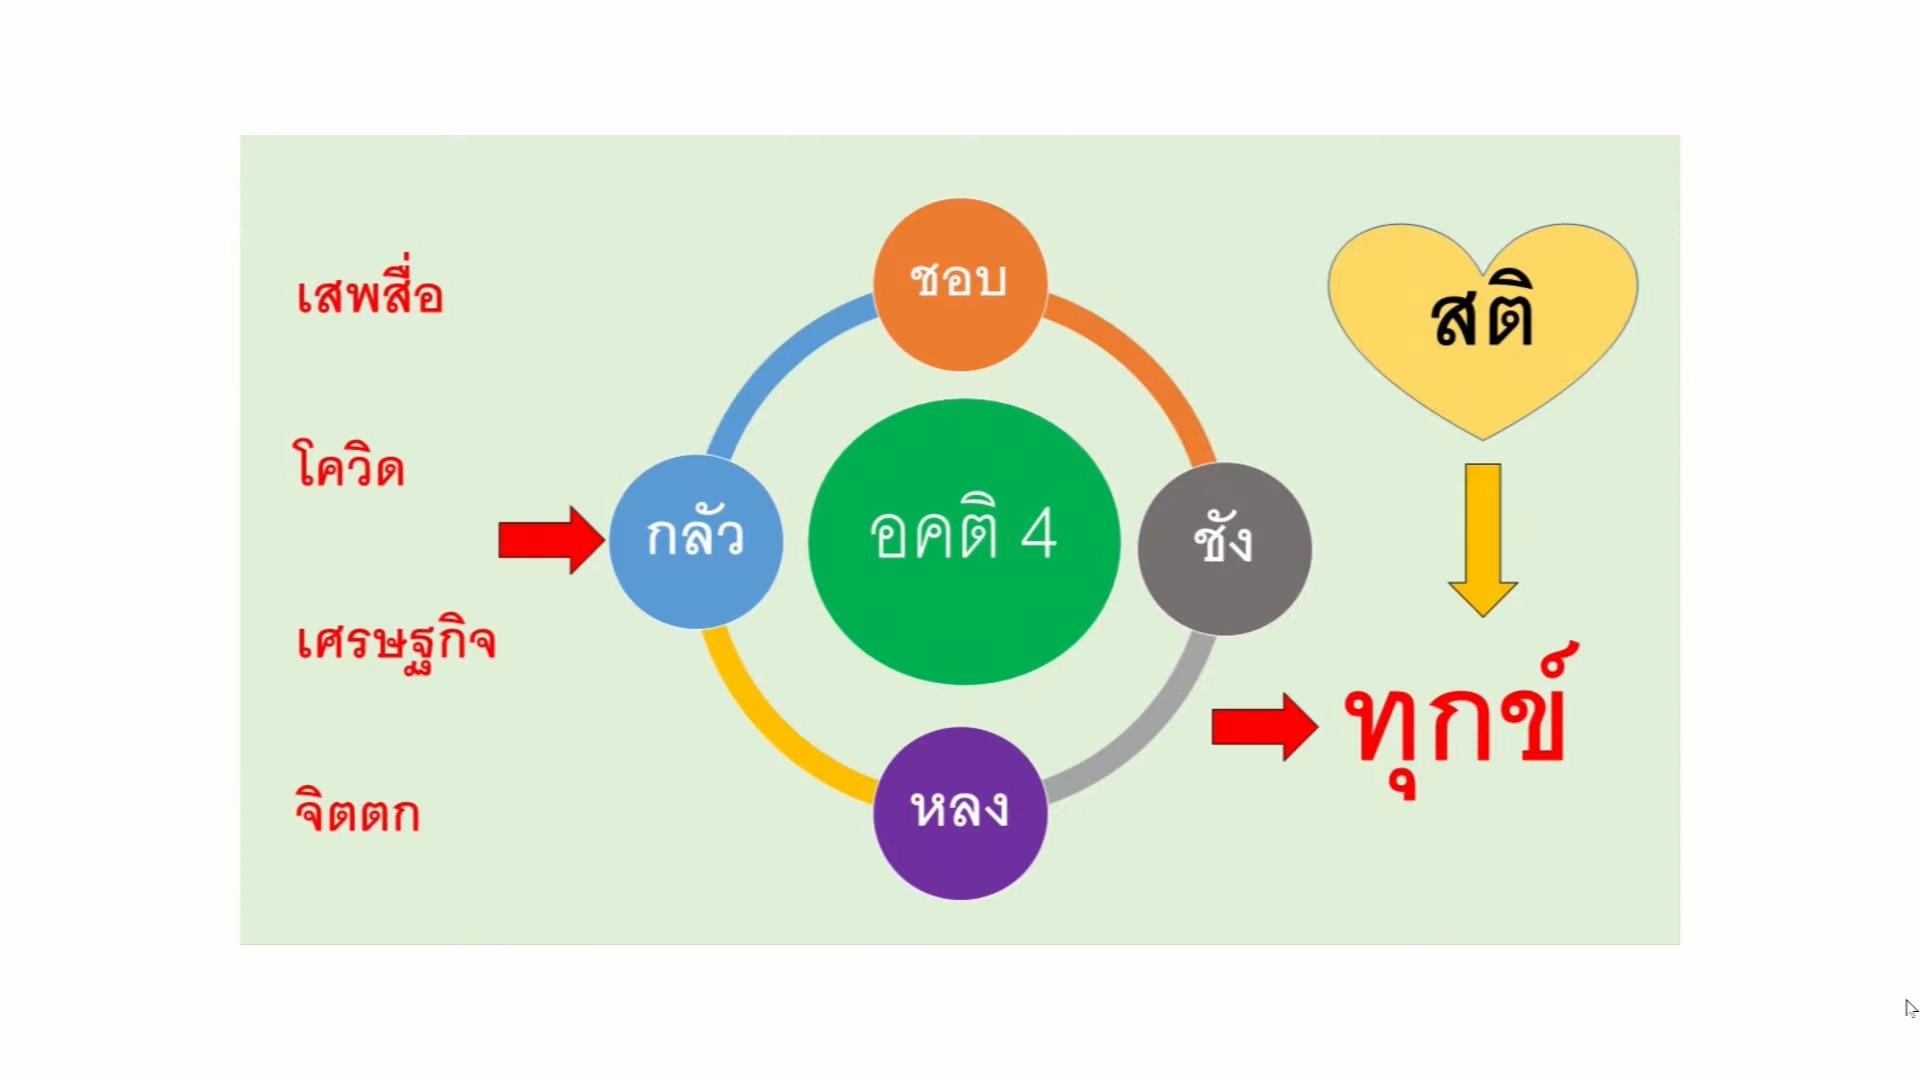 เสพสื่อ
โควิด
เศรษฐกิจ
จิตตก
ชอบ
กลัว
อคติ 4
ชัง
หลง
สติ
ทุกข์